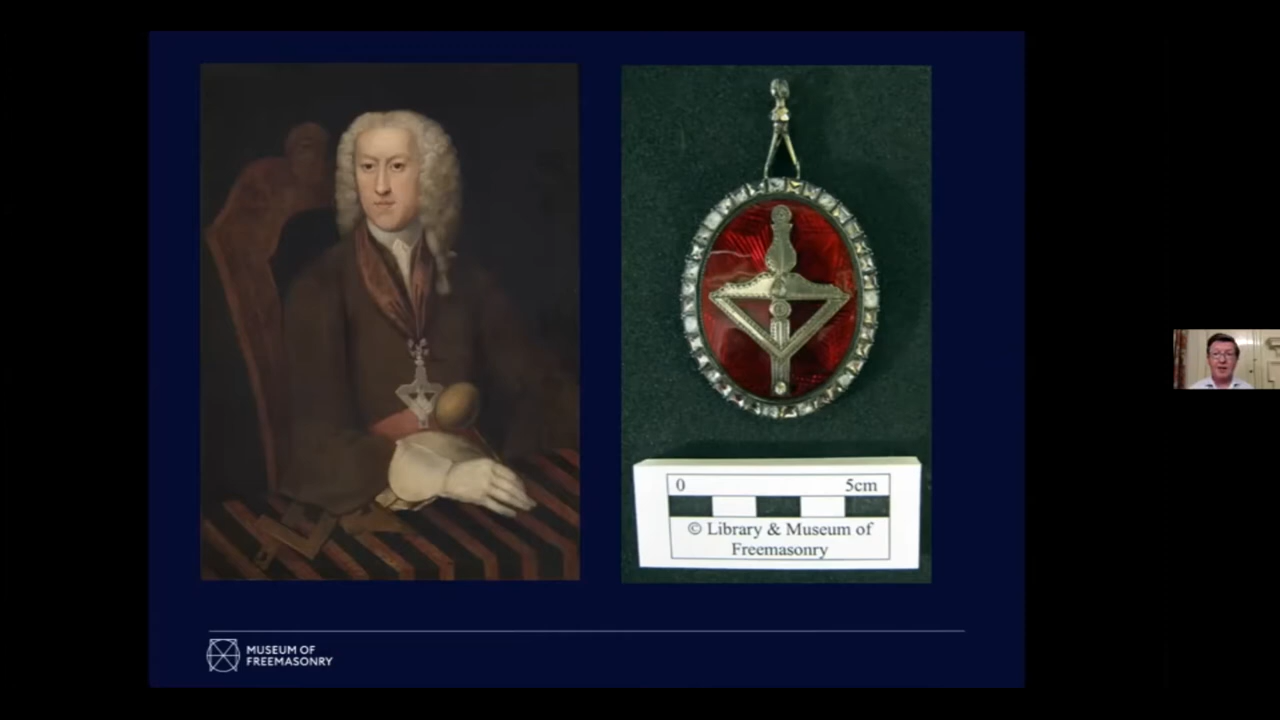 0 5cm
© Library & Museum of
Freemasonry
MUSEUM OF
FREEMASONRY